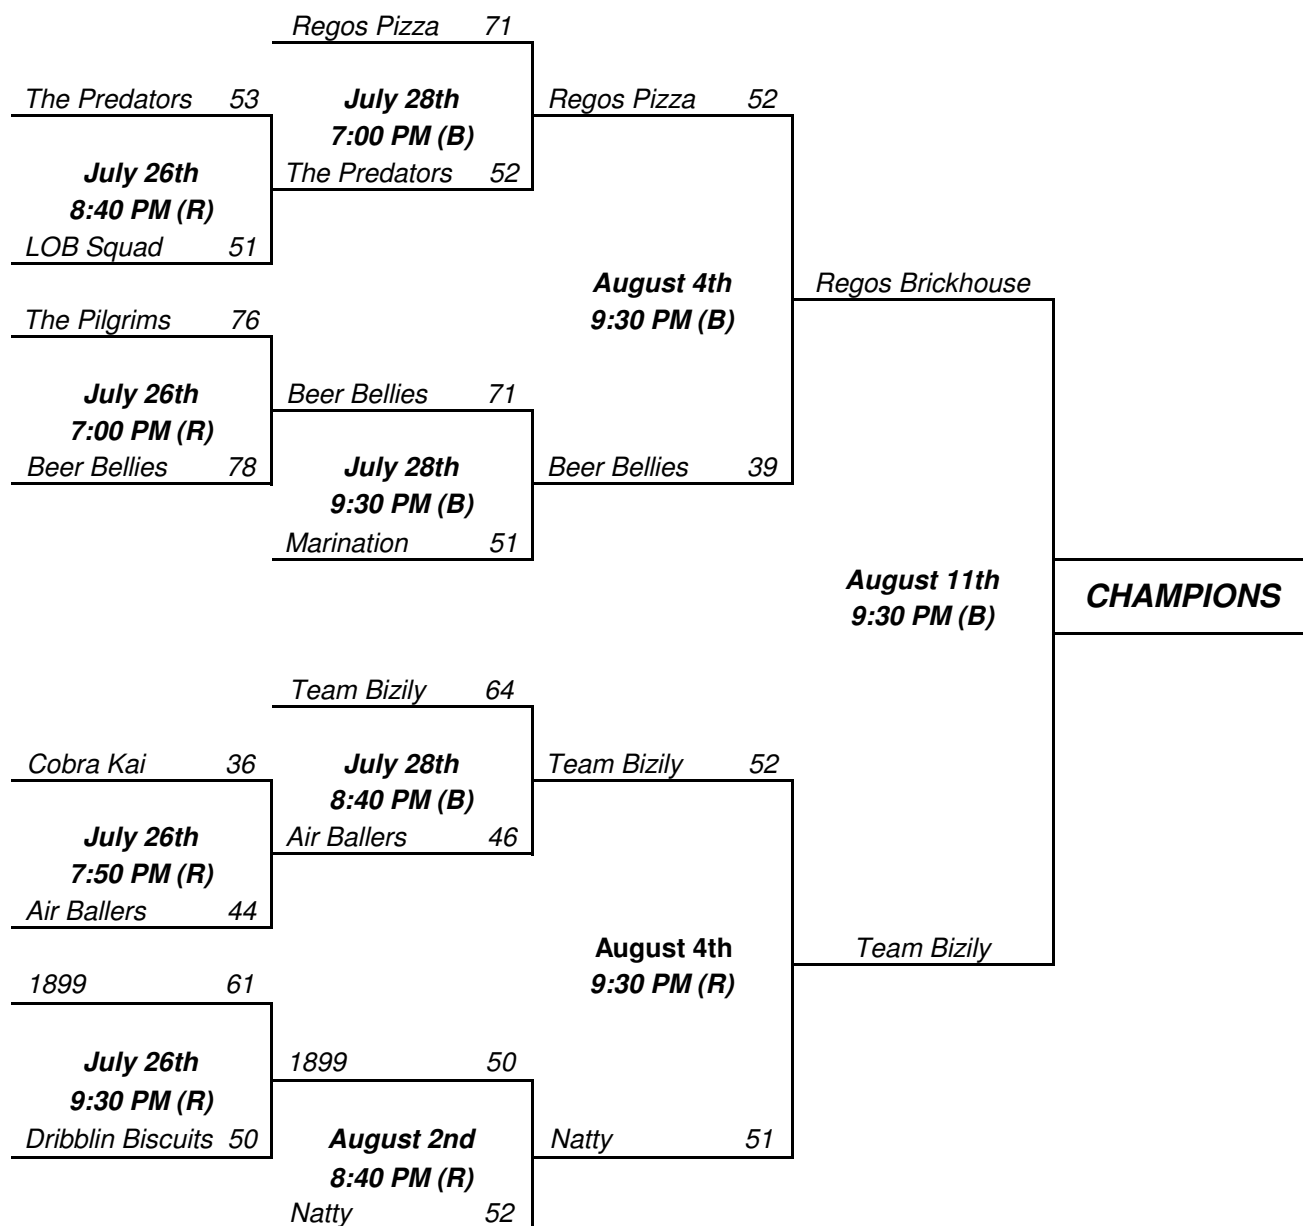 Regos Pizza 71
The Predators 53
July 28th
Regos Pizza 52
7:00 PM (B)
July 26th
The Predators 52
8:40 PM (R)
LOB Squad 51
August 4th
Regos Brickhouse
The Pilgrims 76
9:30 PM (B)
July 26th
Beer Bellies 71
7:00 PM (R)
Beer Bellies 78
July 28th
Beer Bellies 39
9:30 PM (B)
Marination 51
August 11th
CHAMPIONS
9:30 PM (B)
Team Bizily 64
Cobra Kai 36
July 28th
Team Bizily 52
8:40 PM (B)
July 26th
Air Ballers 46
7:50 PM (R)
Air Ballers 44
August 4th
Team Bizily
1899 61
9:30 PM (R)
July 26th
1899 50
9:30 PM (R)
Dribblin Biscuits 50
August 2nd
Natty 51
8:40 PM (R)
Natty 52